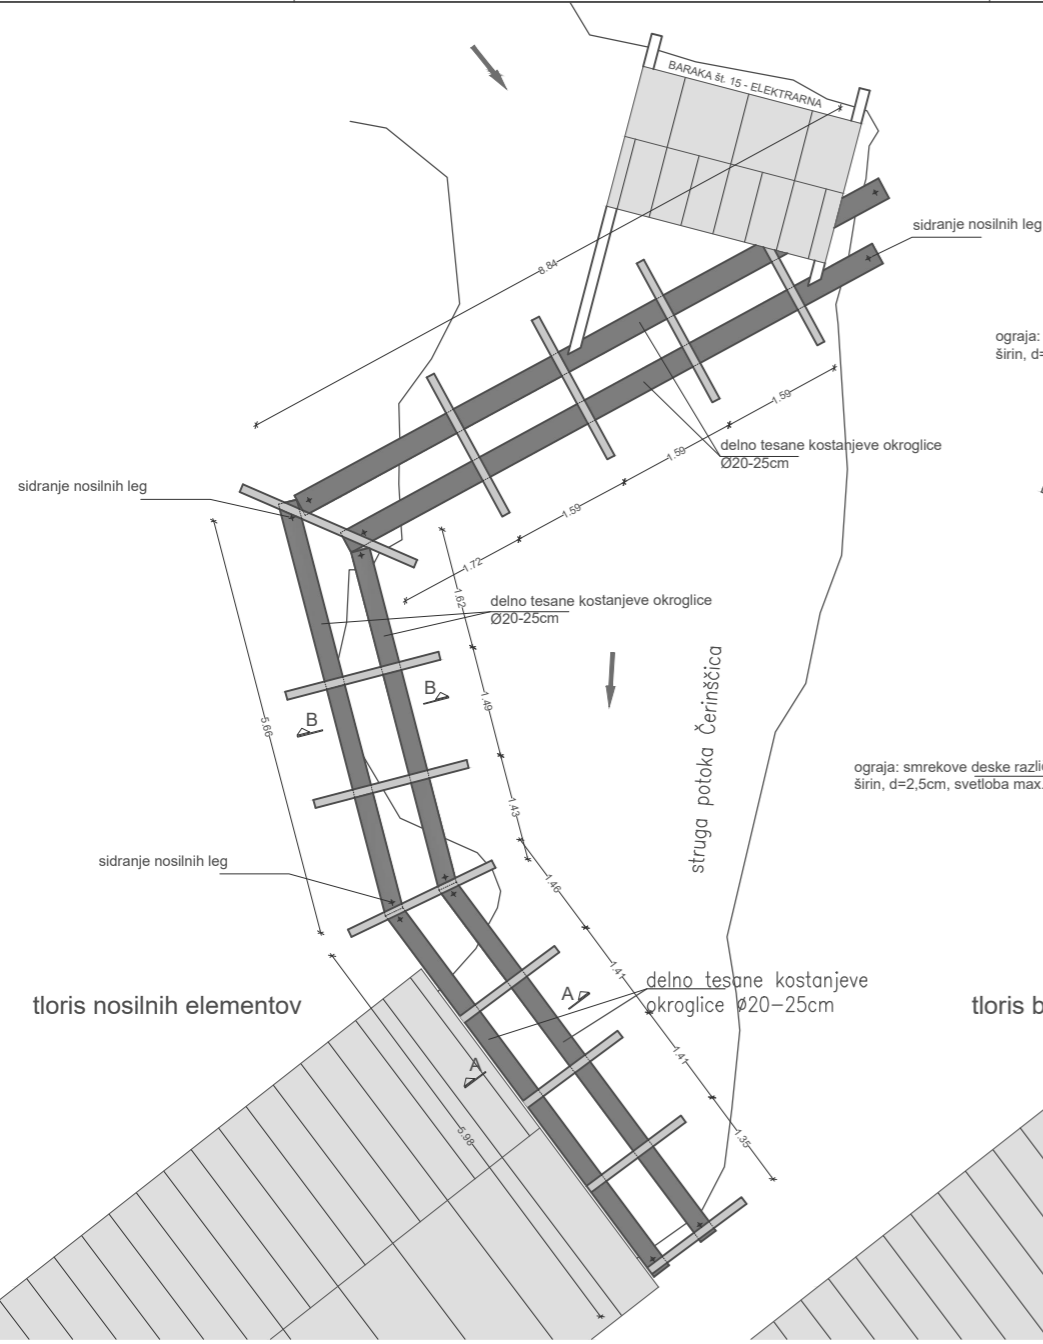 BARAKA št. 15 - ELEKTRARNA
sidranje nosilnih leg
8.84
ograja:
širin, d=
1.59
delno tesane kostanjeve okroglice
Ø20-25cm
1.59
sidranje nosilnih leg
1.59
1.72
1.62
delno tesane kostanjeve okroglice
Ø20-25cm
B
B
1.49
5.66
struga potoka Čerinščica
ograja: smrekove deske razli
širin, d=2,5cm, svetloba max.
1.43
sidranje nosilnih leg
1.46
1.41
delno tesane kostanjeve
okroglice Ø20-25cm
A
tloris nosilnih elementov
tloris b
A
1.41
5.98
1.35